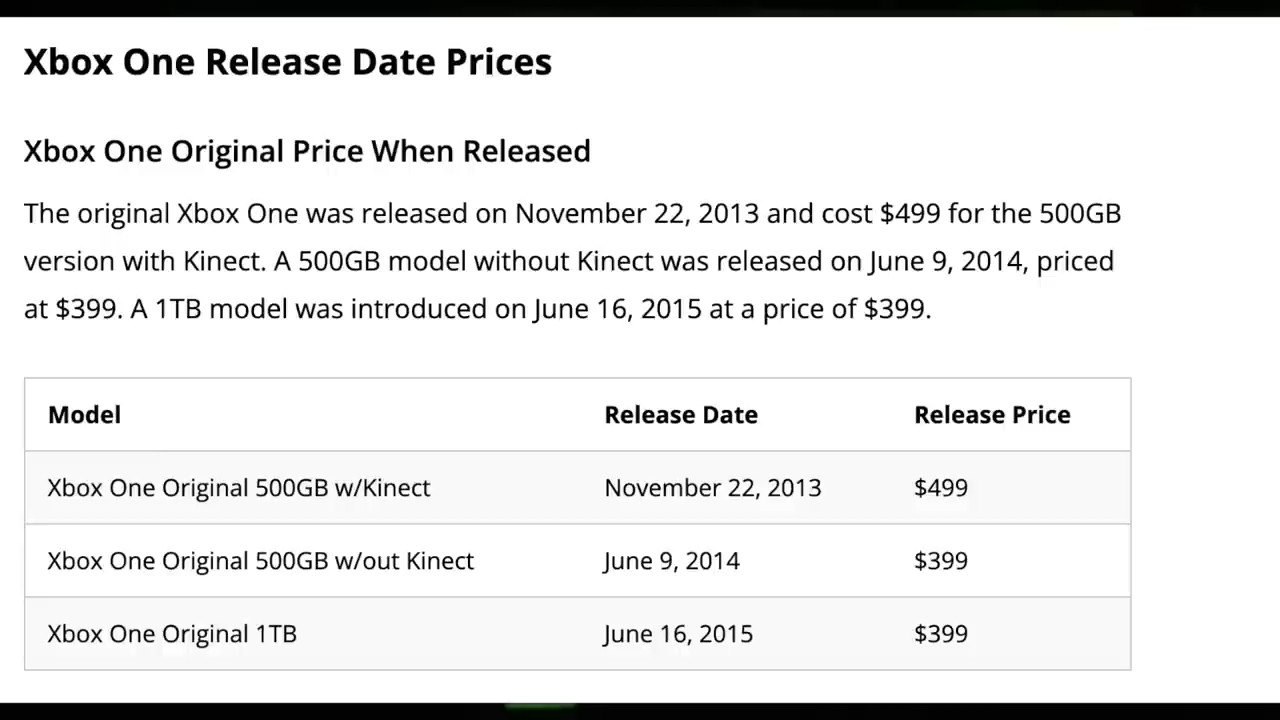 Xbox One Release Date Prices
Xbox One Original Price When Released
The original Xbox One was released on November 22, 2013 and cost $499 for the 500GB
version with Kinect. A 500GB model without Kinect was released on June 9, 2014, priced
at $399. A 1TB model was introduced on June 16, 2015 at a price of $399.
Model Release Date Release Price
Xbox One Original 500GB w/Kinect November 22, 2013 $499
Xbox One Original 500GB w/out Kinect June 9, 2014 $399
Xbox One Original 1TB June 16, 2015 $399